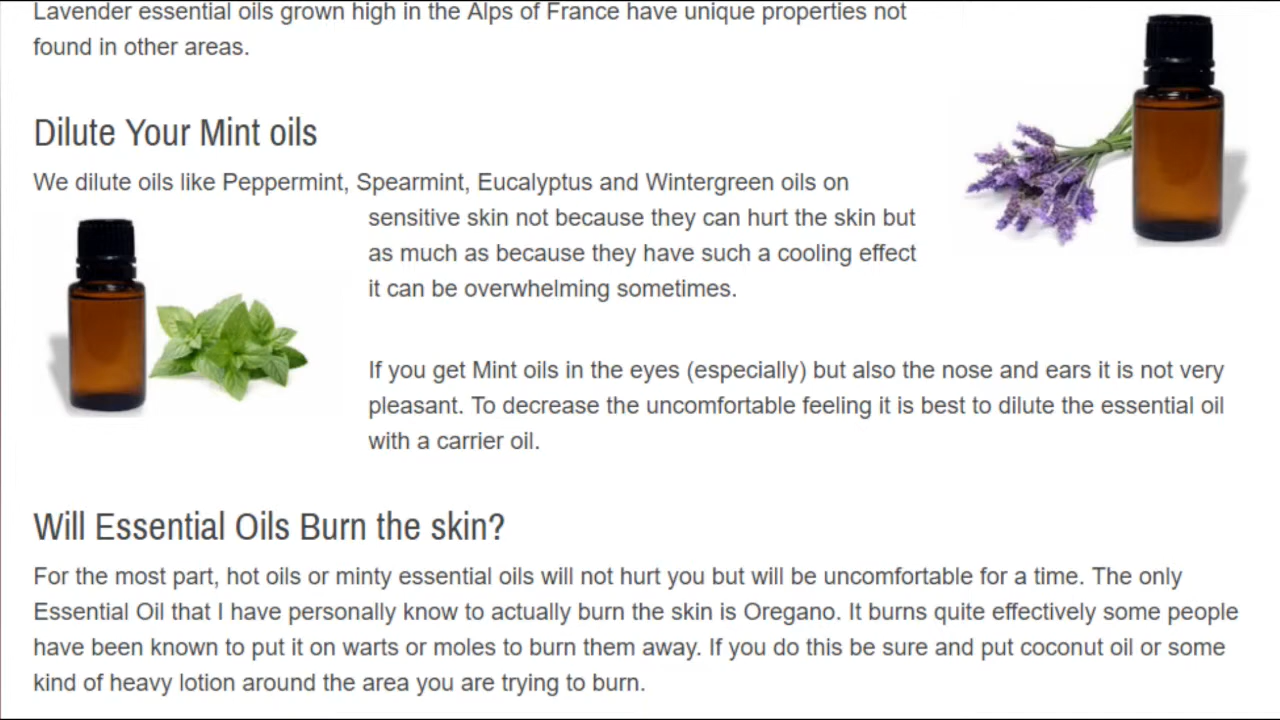 Lavender essential oils grown high in the Alps of France have unique properties not
found in other areas.
Dilute Your Mint oils
We dilute oils like Peppermint, Spearmint, Eucalyptus and Wintergreen oils on
sensitive skin not because they can hurt the skin but
as much as because they have such a cooling effect
it can be overwhelming sometimes.
If you get Mint oils in the eyes (especially) but also the nose and ears it is not very
pleasant. To decrease the uncomfortable feeling it is best to dilute the essential oil
with a carrier oil.
Will Essential Oils Burn the skin?
For the most part, hot oils or minty essential oils will not hurt you but will be uncomfortable for a time. The only
Essential Oil that I have personally know to actually burn the skin is Oregano. It burns quite effectively some people
have been known to put it on warts or moles to burn them away. If you do this be sure and put coconut oil or some
kind of heavy lotion around the area you are trying to burn.